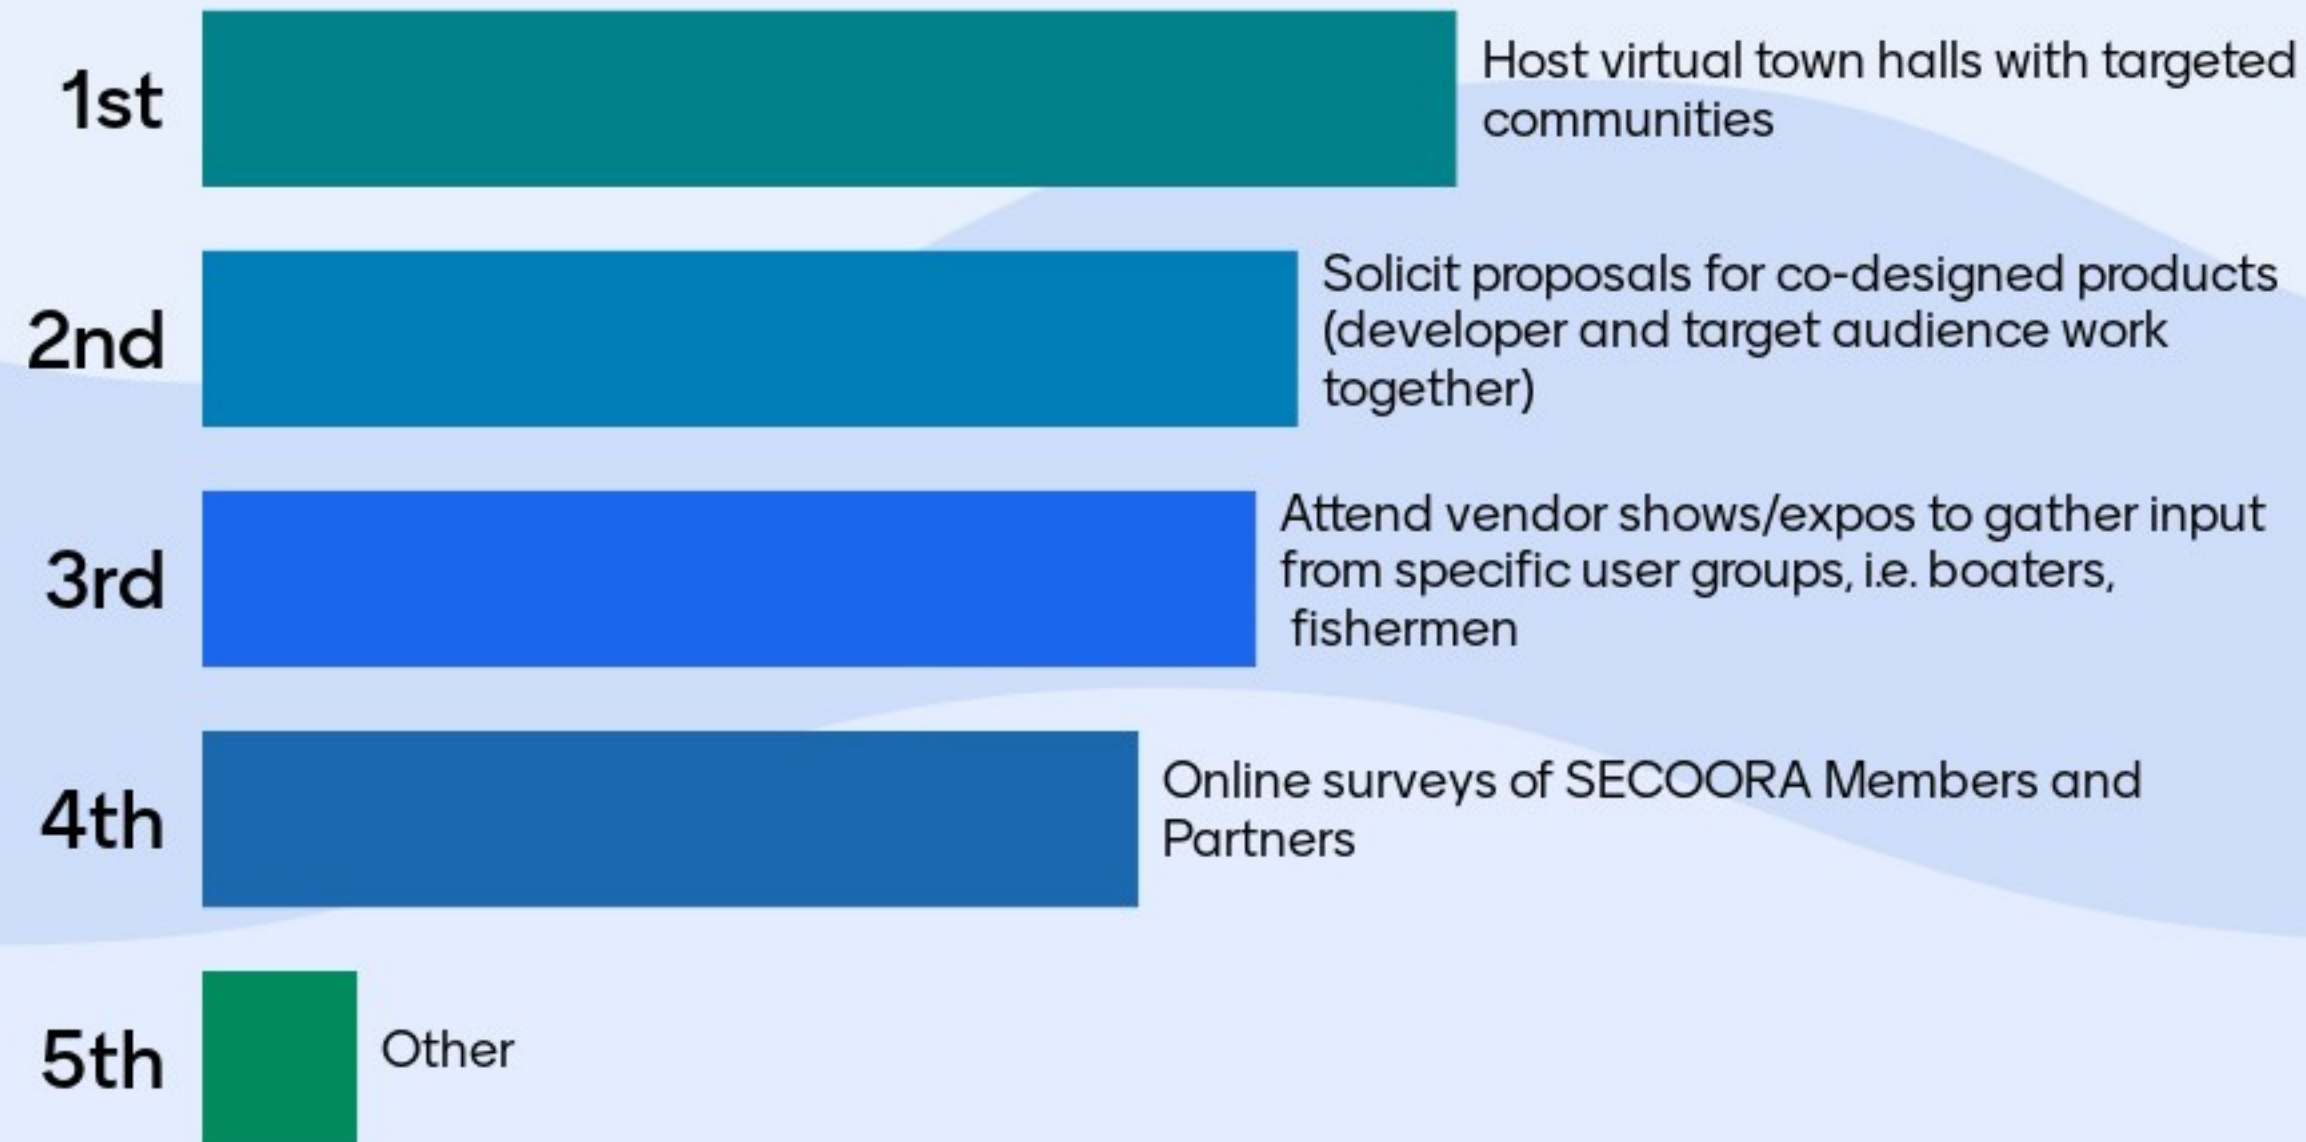 1st
Host virtual town halls with targeted
communities
2nd
Solicit proposals for co-designed products
(developer and target audience work
together)
3rd
Attend vendor shows/expos to gather input
from specific user groups, i.e. boaters,
fishermen
4th
Online surveys of SECOORA Members and
Partners
5th
Other